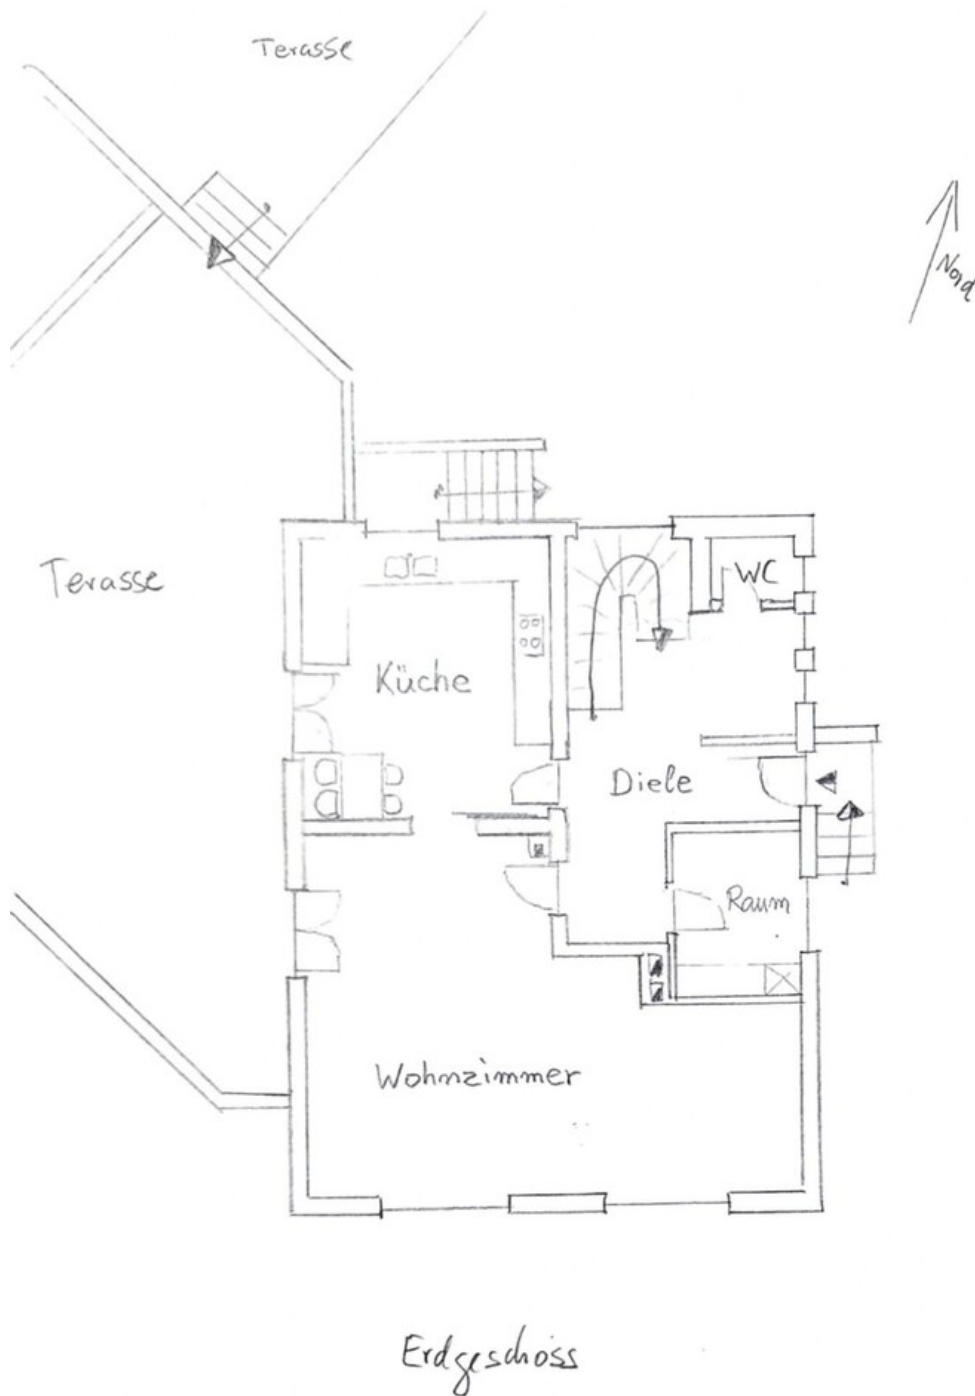 Terasse
Nord
Terasse
WC
Küche
Diele
Raum
Wohnzimmer
Erdgeschoss